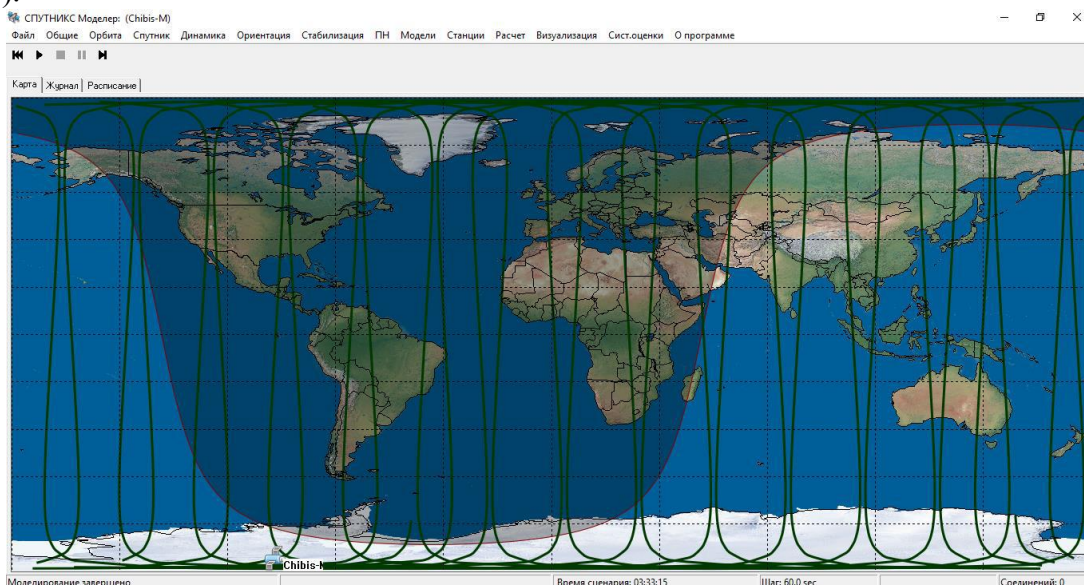 ).
СПУТНИКС Моделер: (Chibis-M)
Файл Общие Орбита Спутник Динамика Ориентация Стабилизация ПН Модели Станции Расчет Визуализация Сист.оценки О программе
Карта Журнал Расписание
Chibis-M
Моделирование завершено Время сценария: 03:33:15 Шаг: 60,0 sec Соединений: 0